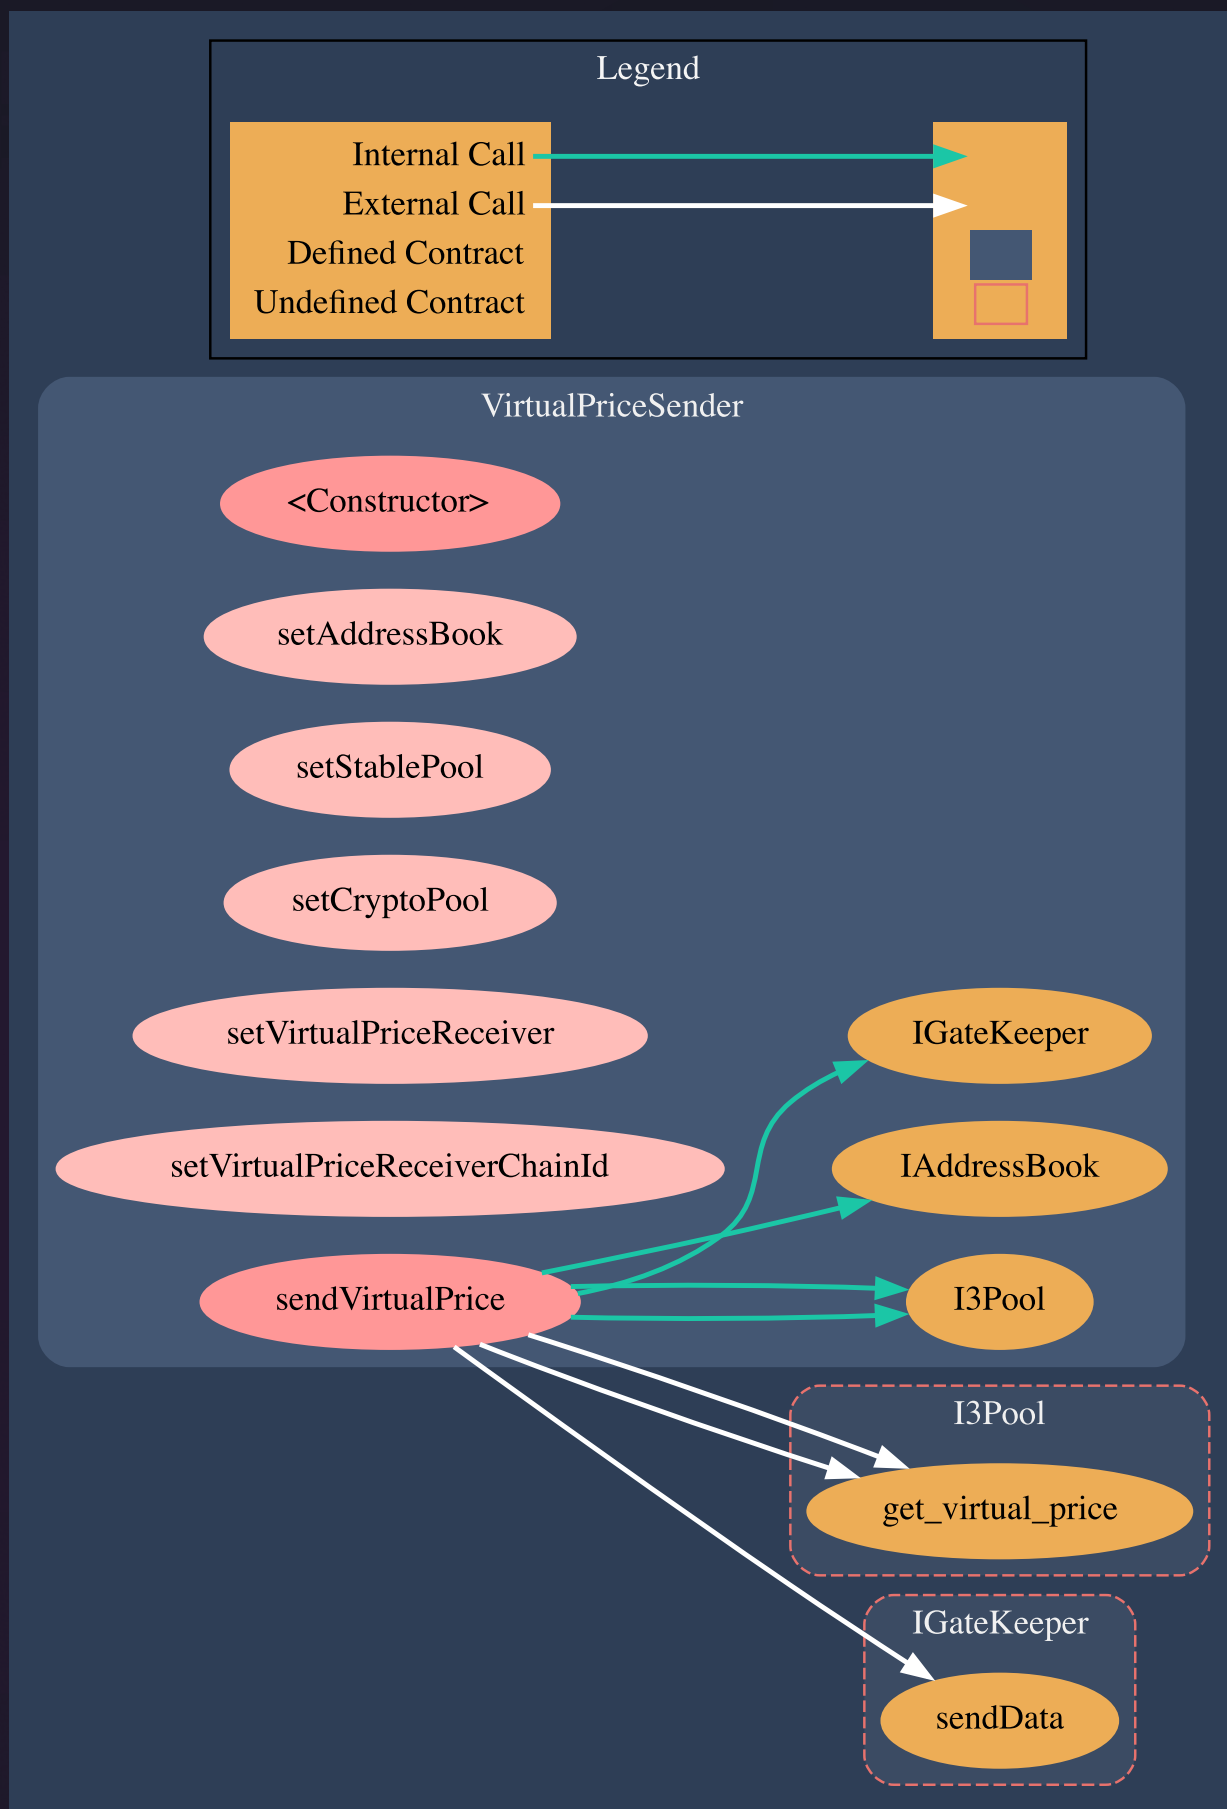 Legend
Internal Call
External Call
Defined Contract
Undefined Contract
VirtualPriceSender
<Constructor>
setAddressBook
setStablePool
setCryptoPool
setVirtualPriceReceiver
IGateKeeper
setVirtualPriceReceiverChainId
IAddressBook
sendVirtualPrice
I3Pool
I3Pool
get_virtual_price
IGateKeeper
sendData